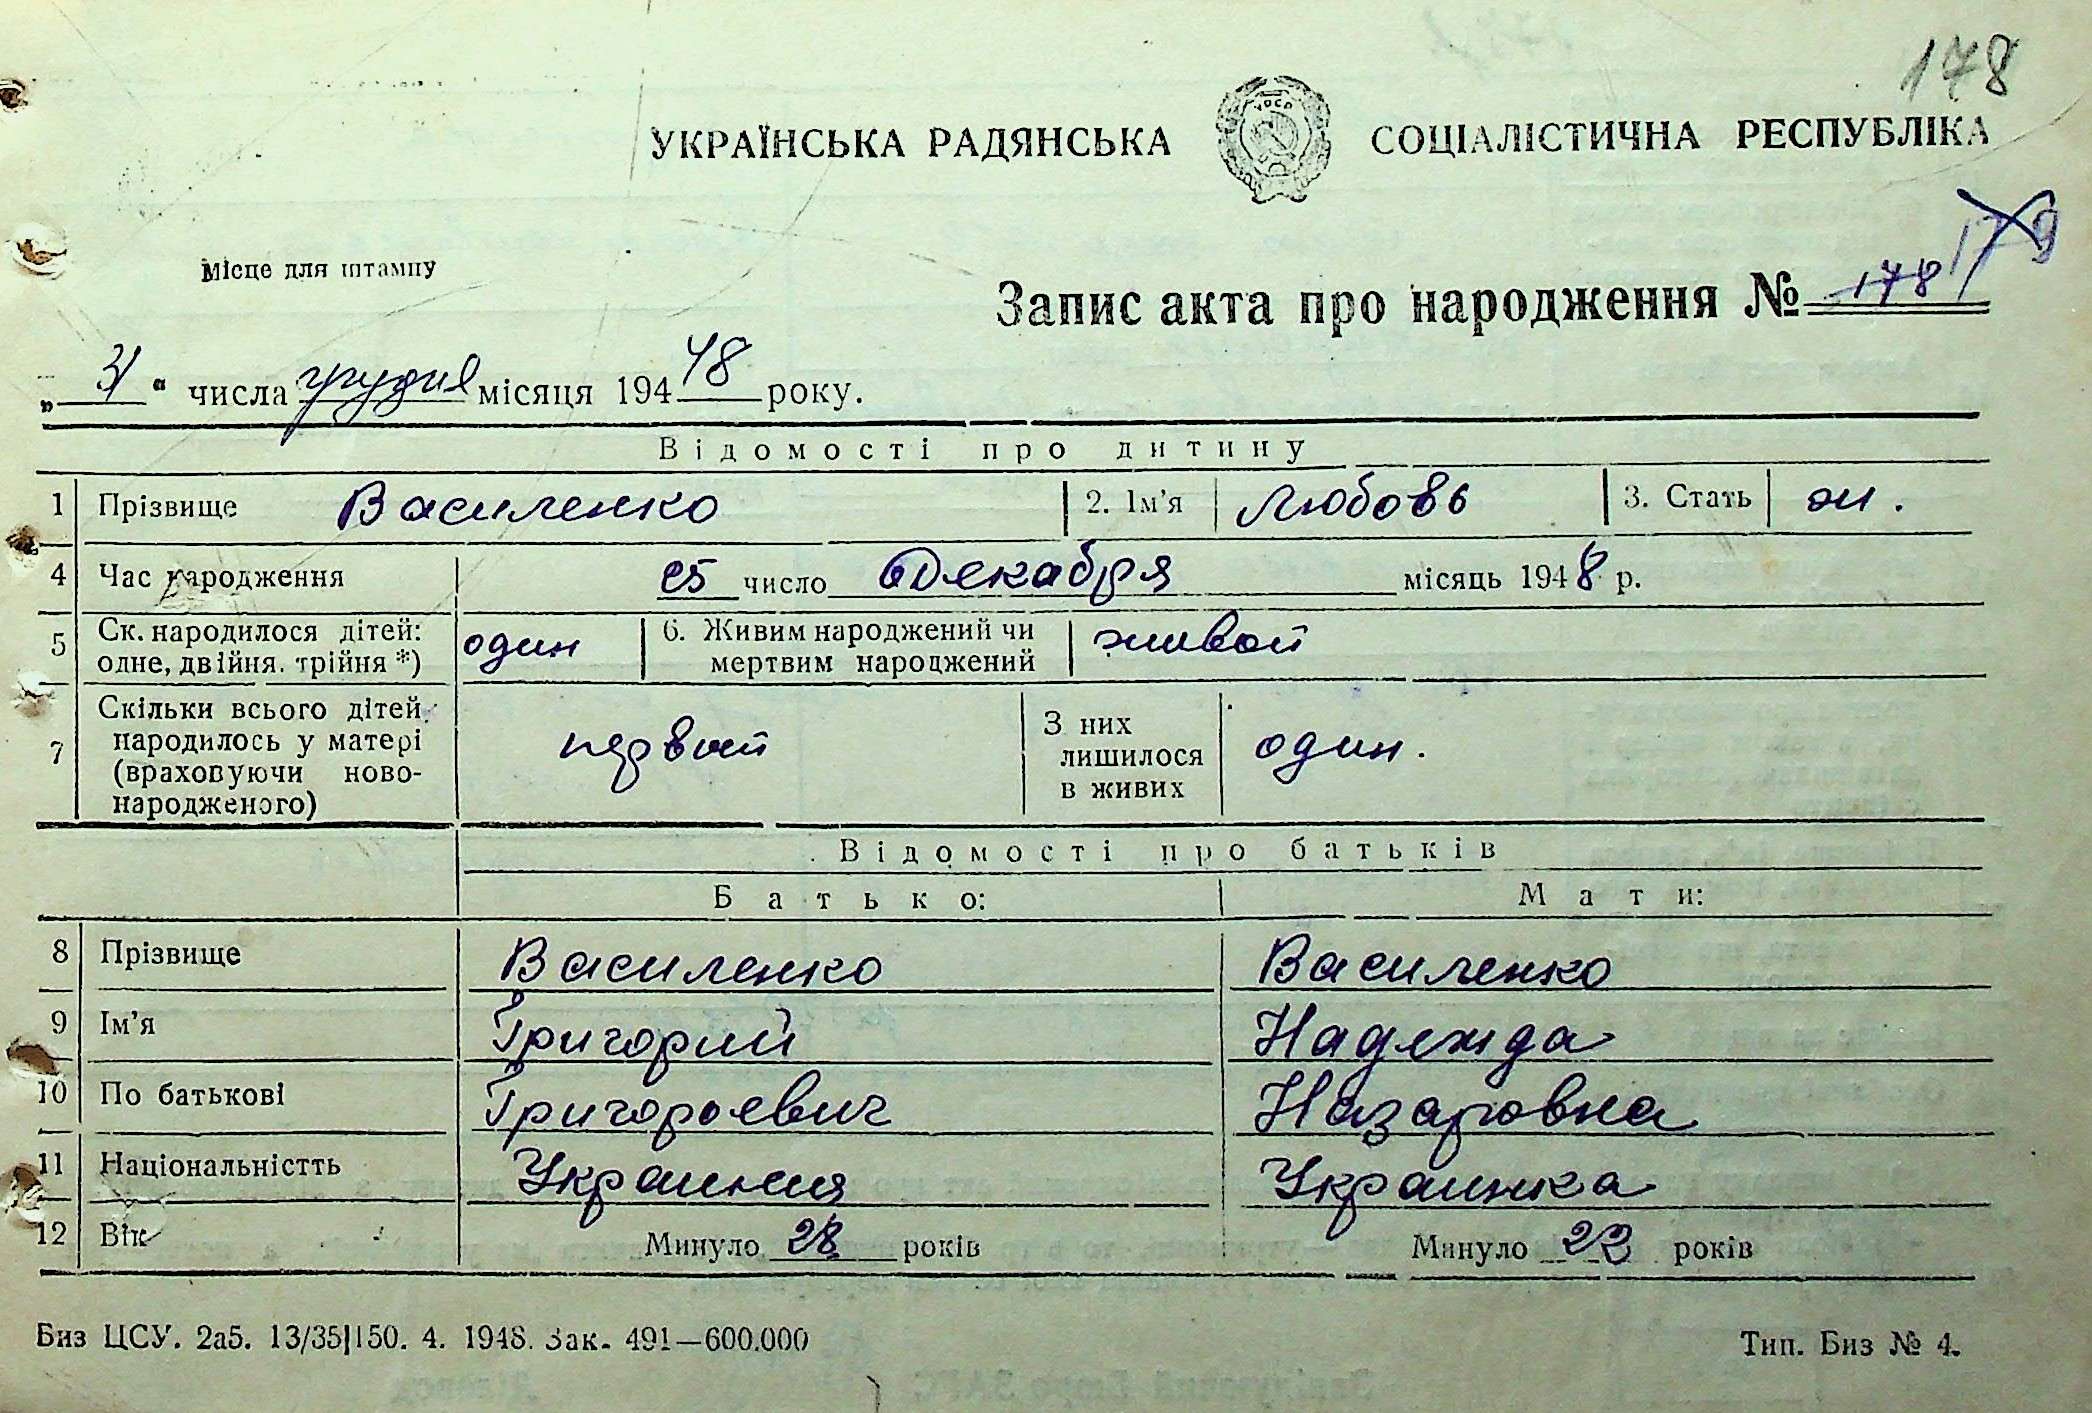 178
УКРАЇНСЬКА РАДЯНСЬКА СОЦІАЛІСТИЧНА РЕСПУБЛІКА
УРСР
Місце для штампу
Запис акта про народження № 178 179
„31“ числа грудня місяця 194 48 року.
Відомості про дитину
1 Прізвище Василенко 2. Ім’я Любовь 3. Стать ж.
4 Час народження 25 число Декабря місяць 1948 р.
5 Ск. народилося дітей: одне, двійня. трійня *) один 6. Живим народжений чи мертвим народжений живой
7 Скільки всього дітей народилось у матері (враховуючи новонародженого) первый З них лишилося в живих один.
Відомості про батьків
Батько: Мати:
8 Прізвище Василенко Василенко
9 Ім’я Григорий Надежда
10 По батькові Григорьевич Назаровна
11 Національністть Украинец Украинка
12 Вік Минуло 28 років Минуло 22 років
Биз ЦСУ. 2а5. 13/35|150. 4. 1948. Зак. 491—600.000 Тип. Биз № 4.